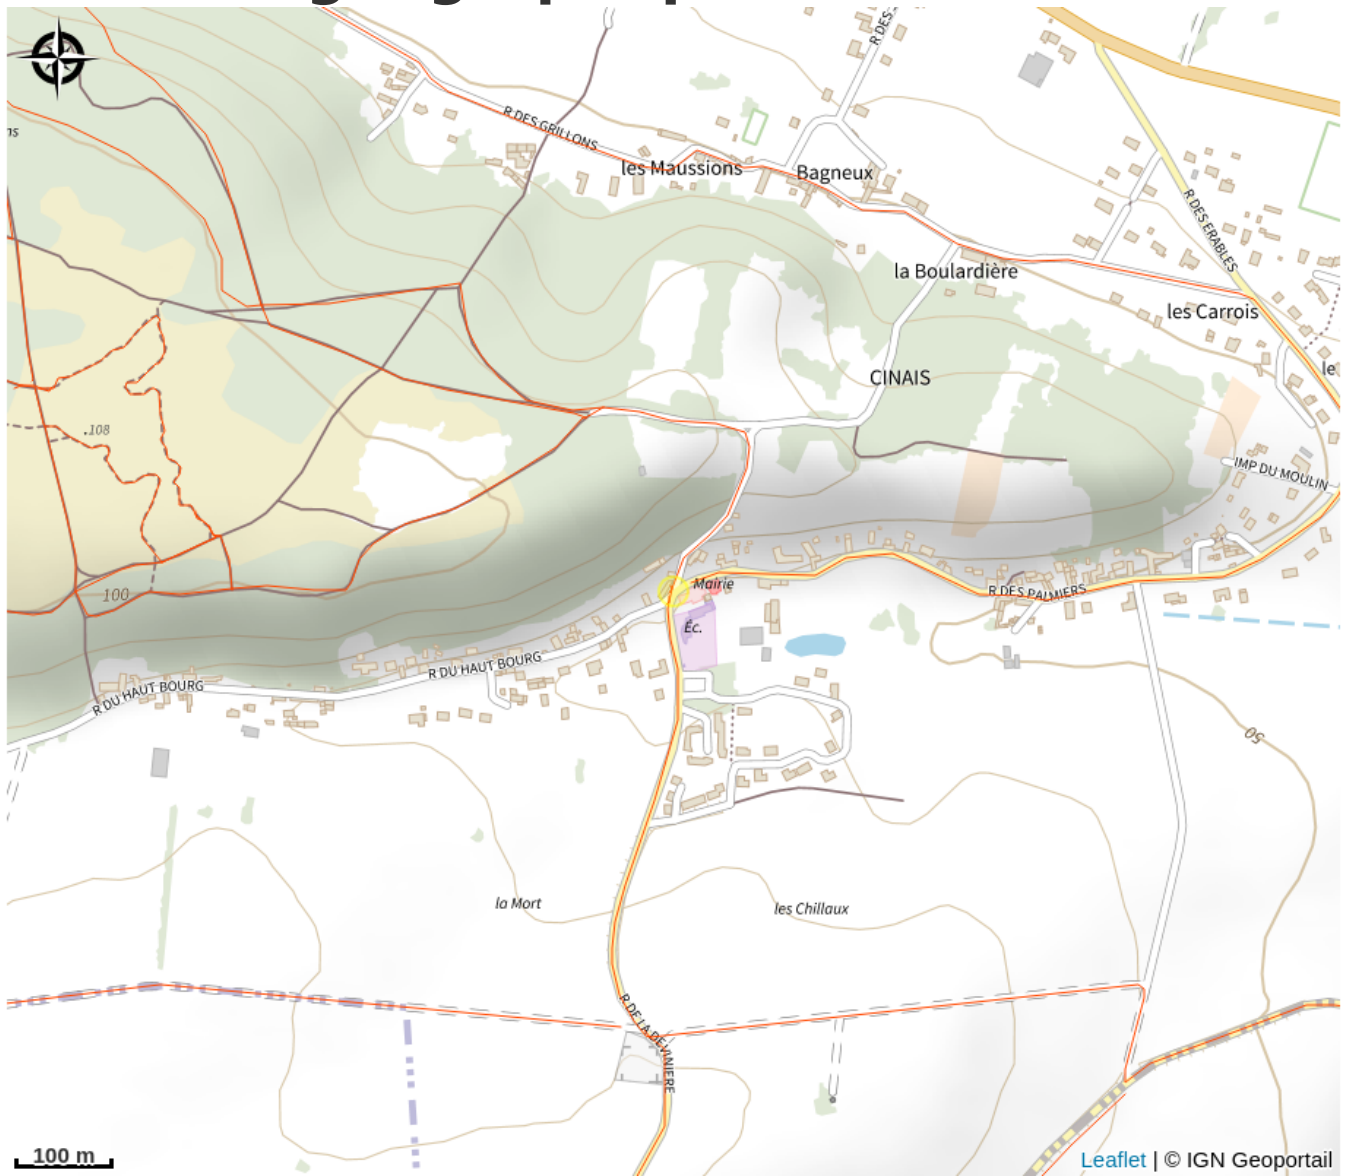 R DES
R DES GRILLONS
les Maussions
Bagneux
R DES ERABLES
la Boulardière
les Carrois
le
CINAIS
.108
IMP DU MOULIN
100
Mairie
R DES PALMIERS
Éc.
R DU HAUT BOURG
R DU HAUT BOURG
50
la Mort
les Chillaux
R DE LA DEVINIERE
100 m
Leaflet | © IGN Geoportail